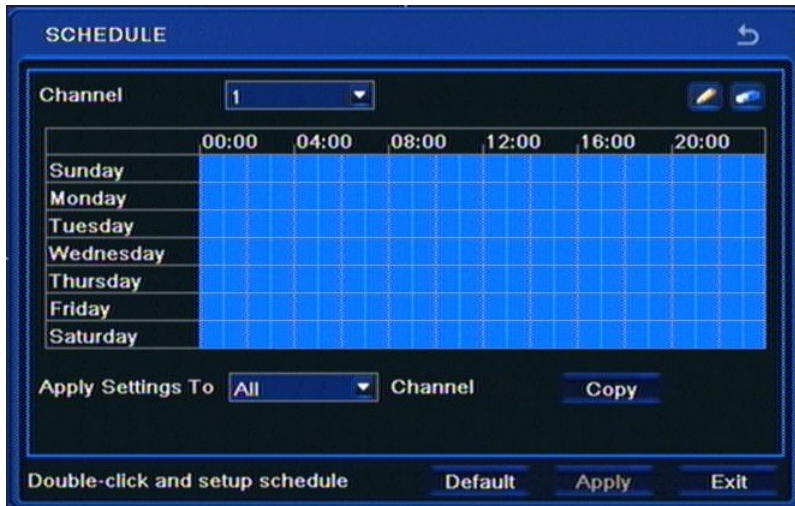 SCHEDULE
Channel 1
00:00 04:00 08:00 12:00 16:00 20:00
Sunday
Monday
Tuesday
Wednesday
Thursday
Friday
Saturday
Apply Settings To All Channel Copy
Double-click and setup schedule Default Apply Exit